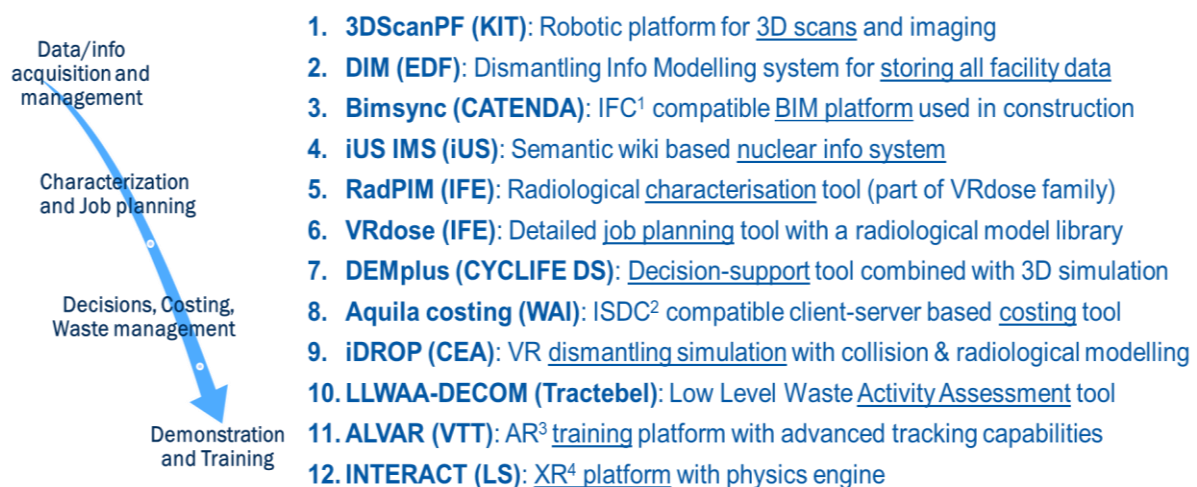 Data/info
acquisition and
management
Characterization
and Job planning
Decisions, Costing,
Waste management
Demonstration
and Training
1. 3DScanPF (KIT): Robotic platform for 3D scans and imaging
2. DIM (EDF): Dismantling Info Modelling system for storing all facility data
3. Bimsync (CATENDA): IFC¹ compatible BIM platform used in construction
4. iUS IMS (iUS): Semantic wiki based nuclear info system
5. RadPIM (IFE): Radiological characterisation tool (part of VRdose family)
6. VRdose (IFE): Detailed job planning tool with a radiological model library
7. DEMplus (CYCLIFE DS): Decision-support tool combined with 3D simulation
8. Aquila costing (WAI): ISDC² compatible client-server based costing tool
9. iDROP (CEA): VR dismantling simulation with collision & radiological modelling
10. LLWAA-DECOM (Tractebel): Low Level Waste Activity Assessment tool
11. ALVAR (VTT): AR³ training platform with advanced tracking capabilities
12. INTERACT (LS): XR⁴ platform with physics engine